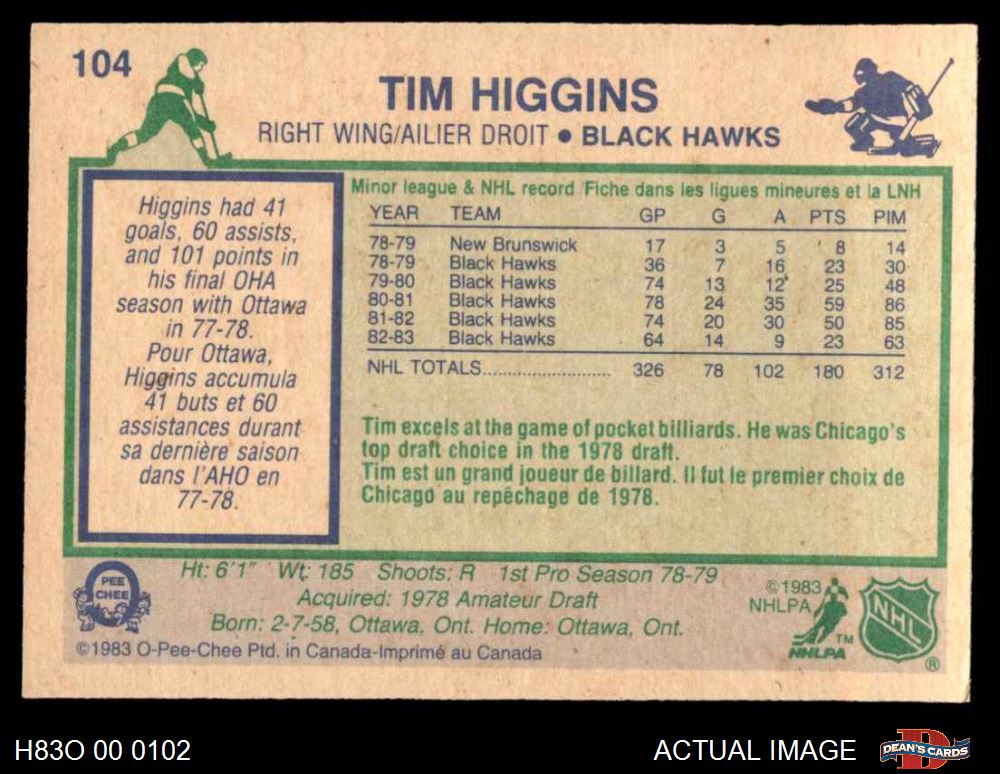 104
TIM HIGGINS
RIGHT WING/AILIER DROIT • BLACK HAWKS
Higgins had 41
goals, 60 assists,
and 101 points in
his final OHA
season with Ottawa
in 77-78.
Pour Ottawa,
Higgins accumula
41 buts et 60
assistances durant
sa dernière saison
dans l'AHO en
77-78.
Minor league & NHL record /Fiche dans les ligues mineures et la LNH
YEAR TEAM GP G A PTS PIM
78-79 New Brunswick 17 3 5 8 14
78-79 Black Hawks 36 7 16 23 30
79-80 Black Hawks 74 13 12 25 48
80-81 Black Hawks 78 24 35 59 86
81-82 Black Hawks 74 20 30 50 85
82-83 Black Hawks 64 14 9 23 63
NHL TOTALS............................ 326 78 102 180 312
Tim excels at the game of pocket billiards. He was Chicago's
top draft choice in the 1978 draft.
Tim est un grand joueur de billard. Il fut le premier choix de
Chicago au repêchage de 1978.
PEE
CHEE
Ht: 6'1" Wt: 185 Shoots: R 1st Pro Season 78-79
Acquired: 1978 Amateur Draft
Born: 2-7-58, Ottawa, Ont. Home: Ottawa, Ont.
©1983 O-Pee-Chee Ptd. in Canada-Imprimé au Canada
©1983
NHLPA
TM
NHLPA
NHL
®
H83O 00 0102
ACTUAL IMAGE
DEAN'S CARDS